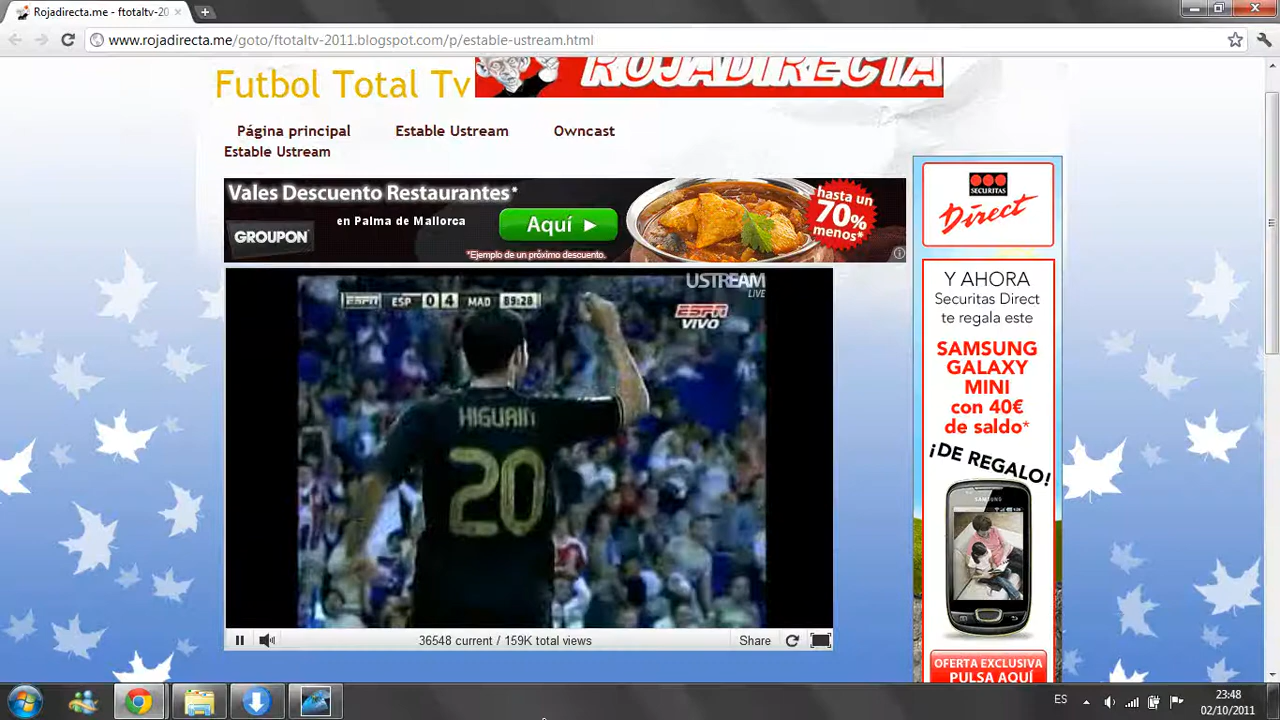 Rojadirecta.me - ftotaltv-20
www.rojadirecta.me/goto/ftotaltv-2011.blogspot.com/p/estable-ustream.html
Futbol Total Tv
ROJADIRECTA
Página principal Estable Ustream Owncast
Estable Ustream
Vales Descuento Restaurantes*
en Palma de Mallorca
Aquí
GROUPON
*Ejemplo de un próximo descuento.
hasta un
70%
menos*
SECURITAS
Direct
Y AHORA
Securitas Direct
te regala este
SAMSUNG
GALAXY
MINI
con 40€
de saldo*
¡DE REGALO!
SAMSUNG
OFERTA EXCLUSIVA
PULSA AQUÍ
USTREAM
LIVE
ESPN ESP 0 4 MAD 89:28
ESPN
VIVO
HIGUAIN
20
36548 current / 159K total views
Share
ES
23:48
02/10/2011